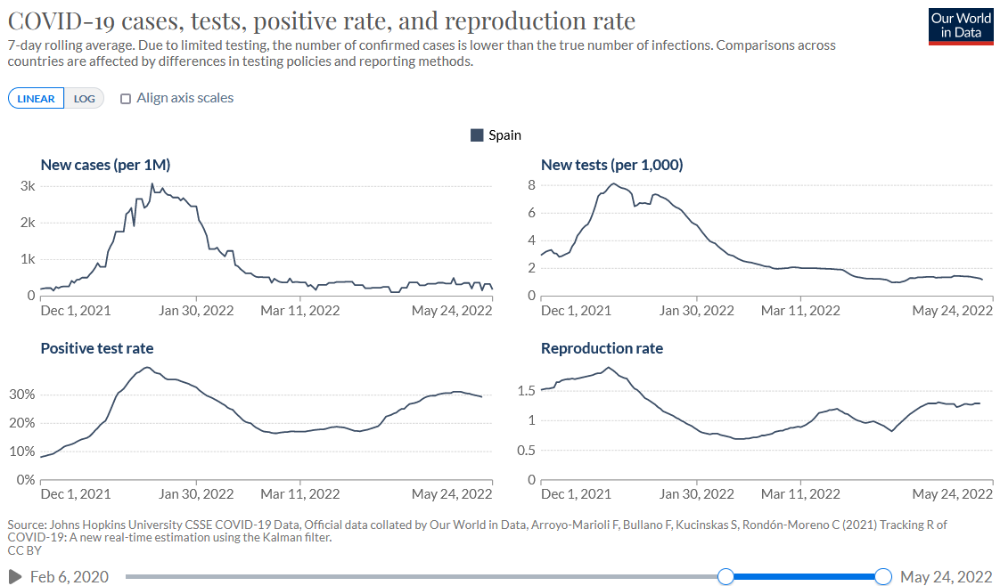 COVID-19 cases, tests, positive rate, and reproduction rate
Our World
in Data
7-day rolling average. Due to limited testing, the number of confirmed cases is lower than the true number of infections. Comparisons across
countries are affected by differences in testing policies and reporting methods.
LINEAR LOG Align axis scales
Spain
New cases (per 1M)
3k
2k
1k
0
Dec 1, 2021 Jan 30, 2022 Mar 11, 2022 May 24, 2022
New tests (per 1,000)
8
6
4
2
0
Dec 1, 2021 Jan 30, 2022 Mar 11, 2022 May 24, 2022
Positive test rate
30%
20%
10%
0%
Dec 1, 2021 Jan 30, 2022 Mar 11, 2022 May 24, 2022
Reproduction rate
1.5
1
0.5
0
Dec 1, 2021 Jan 30, 2022 Mar 11, 2022 May 24, 2022
Source: Johns Hopkins University CSSE COVID-19 Data, Official data collated by Our World in Data, Arroyo-Marioli F, Bullano F, Kucinskas S, Rondón-Moreno C (2021) Tracking R of
COVID-19: A new real-time estimation using the Kalman filter.
CC BY
Feb 6, 2020 May 24, 2022